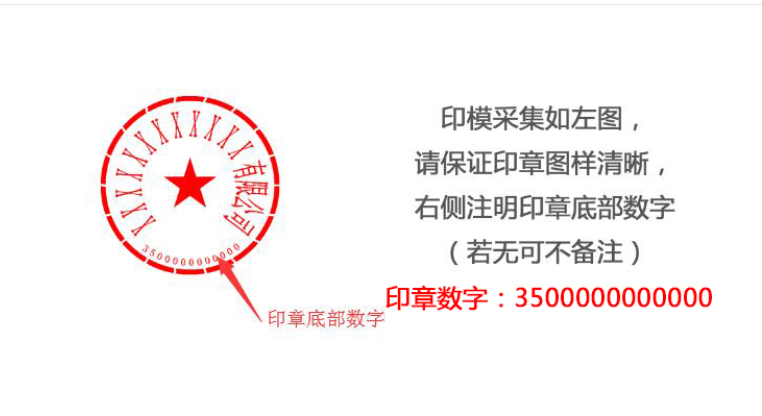 XXXXXXXXXXX有限公司
3500000000000
印章底部数字
印模采集如左图，
请保证印章图样清晰，
右侧注明印章底部数字
（若无可不备注）
印章数字：3500000000000